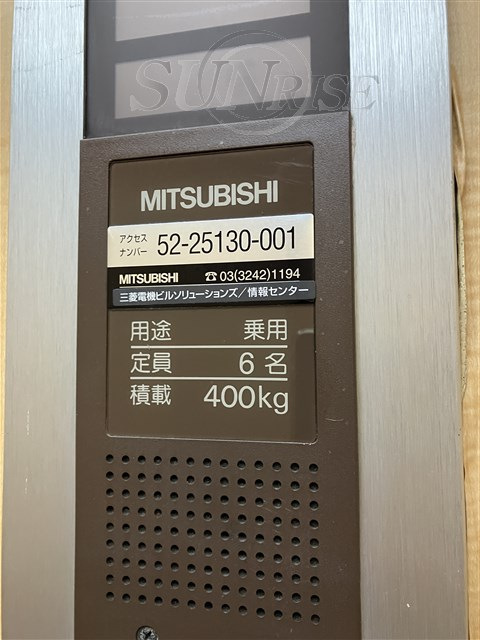 SUNRISE
MITSUBISHI
アクセス
ナンバー 52-25130-001
MITSUBISHI ☎03(3242)1194
三菱電機ビルソリューションズ/情報センター
用途 乗用
定員 6名
積載 400kg